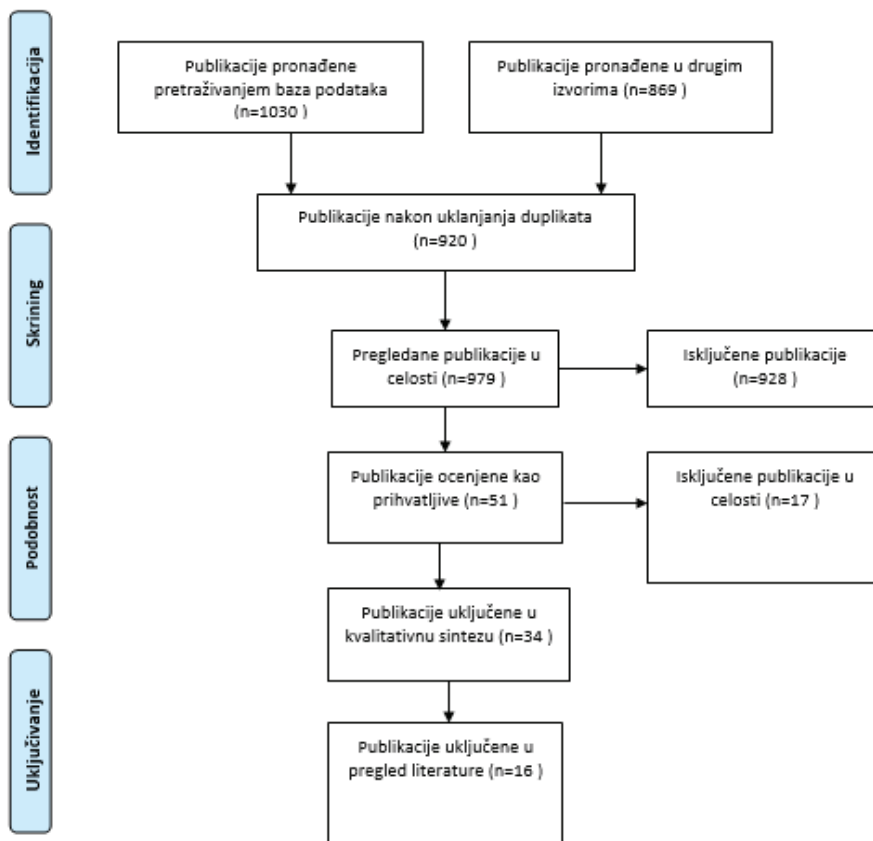 Identifikacija
Publikacije pronađene
pretraživanjem baza podataka
(n=1030 )
Publikacije pronađene u drugim
izvorima (n=869 )
Publikacije nakon uklanjanja duplikata
(n=920 )
Skrining
Pregledane publikacije u
celosti (n=979 )
Isključene publikacije
(n=928 )
Podobnost
Publikacije ocenjene kao
prihvatljive (n=51 )
Isključene publikacije u
celosti (n=17 )
Publikacije uključene u
kvalitativnu sintezu (n=34 )
Uključivanje
Publikacije uključene u
pregled literature (n=16 )